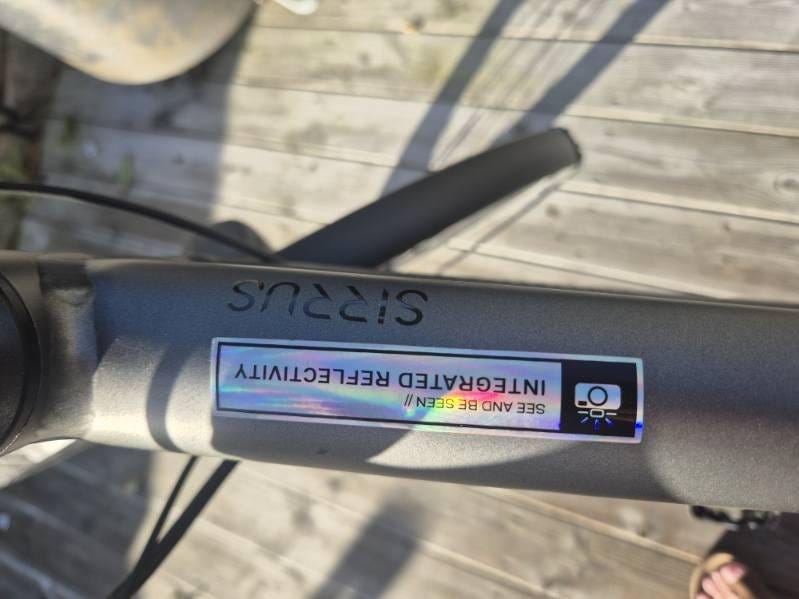 SIRRUS
SEE AND BE SEEN //
INTEGRATED REFLECTIVITY